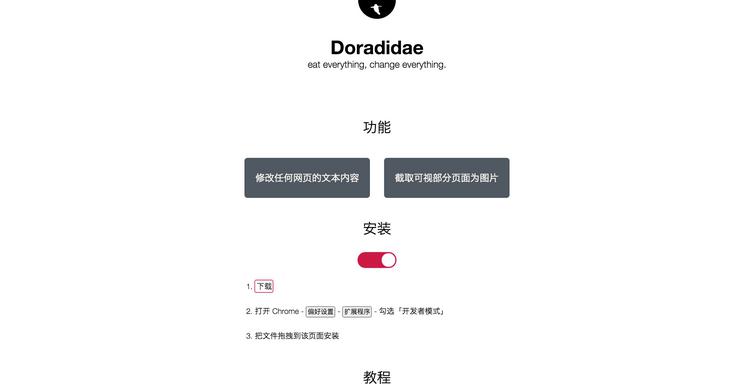 Doradidae
eat everything, change everything.
功能
修改任何网页的文本内容
截取可视部分页面为图片
安装
1. 下载
2. 打开 Chrome - 偏好设置 - 扩展程序 - 勾选「开发者模式」
3. 把文件拖拽到该页面安装
教程